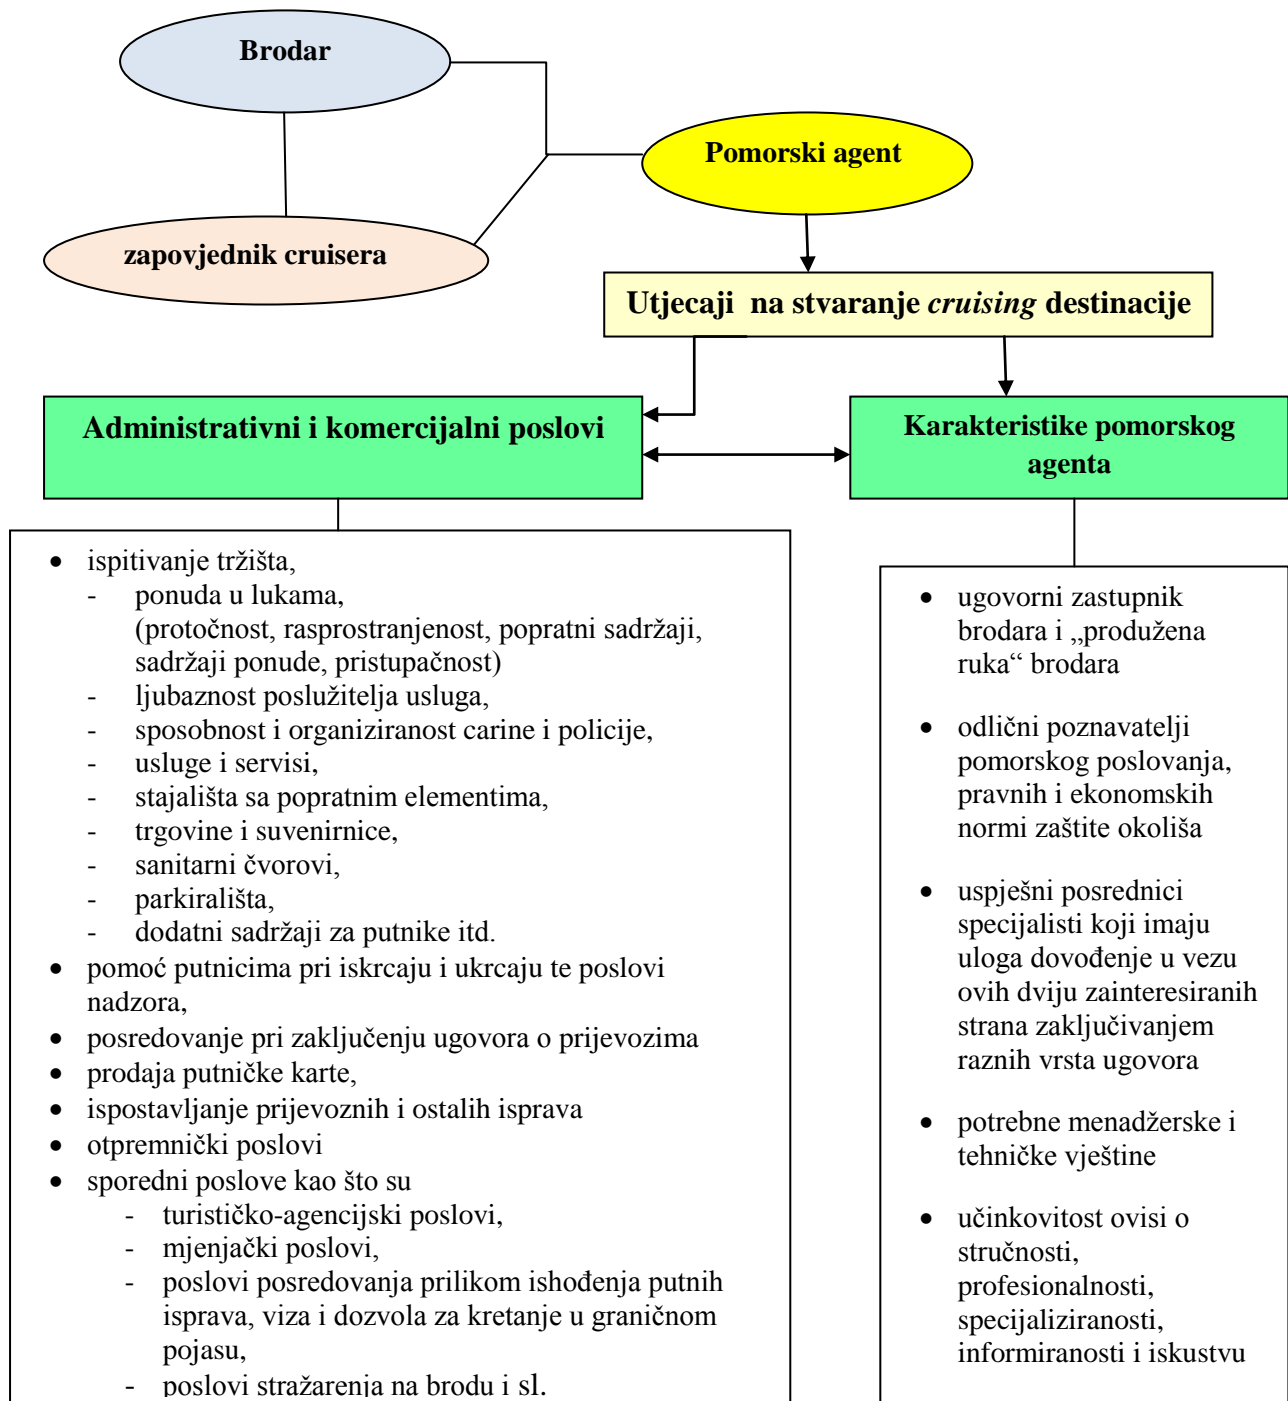 Brodar
Pomorski agent
zapovjednik cruisera
Utjecaji na stvaranje cruising destinacije
Administrativni i komercijalni poslovi
Karakteristike pomorskog
agenta
• ispitivanje tržišta,
- ponuda u lukama,
(protočnost, rasprostranjenost, popratni sadržaji,
sadržaji ponude, pristupačnost)
- ljubaznost poslužitelja usluga,
- sposobnost i organiziranost carine i policije,
- usluge i servisi,
- stajališta sa popratnim elementima,
- trgovine i suvenirnice,
- sanitarni čvorovi,
- parkirališta,
- dodatni sadržaji za putnike itd.
• pomoć putnicima pri iskrcaju i ukrcaju te poslovi
nadzora,
• posredovanje pri zaključenju ugovora o prijevozima
• prodaja putničke karte,
• ispostavljanje prijevoznih i ostalih isprava
• otpremnički poslovi
• sporedni poslove kao što su
- turističko-agencijski poslovi,
- mjenjački poslovi,
- poslovi posredovanja prilikom ishođenja putnih
isprava, viza i dozvola za kretanje u graničnom
pojasu,
- poslovi stražarenja na brodu i sl.
• ugovorni zastupnik
brodara i „produžena
ruka“ brodara
• odlični poznavatelji
pomorskog poslovanja,
pravnih i ekonomskih
normi zaštite okoliša
• uspješni posrednici
specijalisti koji imaju
uloga dovođenje u vezu
ovih dviju zainteresiranih
strana zaključivanjem
raznih vrsta ugovora
• potrebne menadžerske i
tehničke vještine
• učinkovitost ovisi o
stručnosti,
profesionalnosti,
specijaliziranosti,
informiranosti i iskustvu